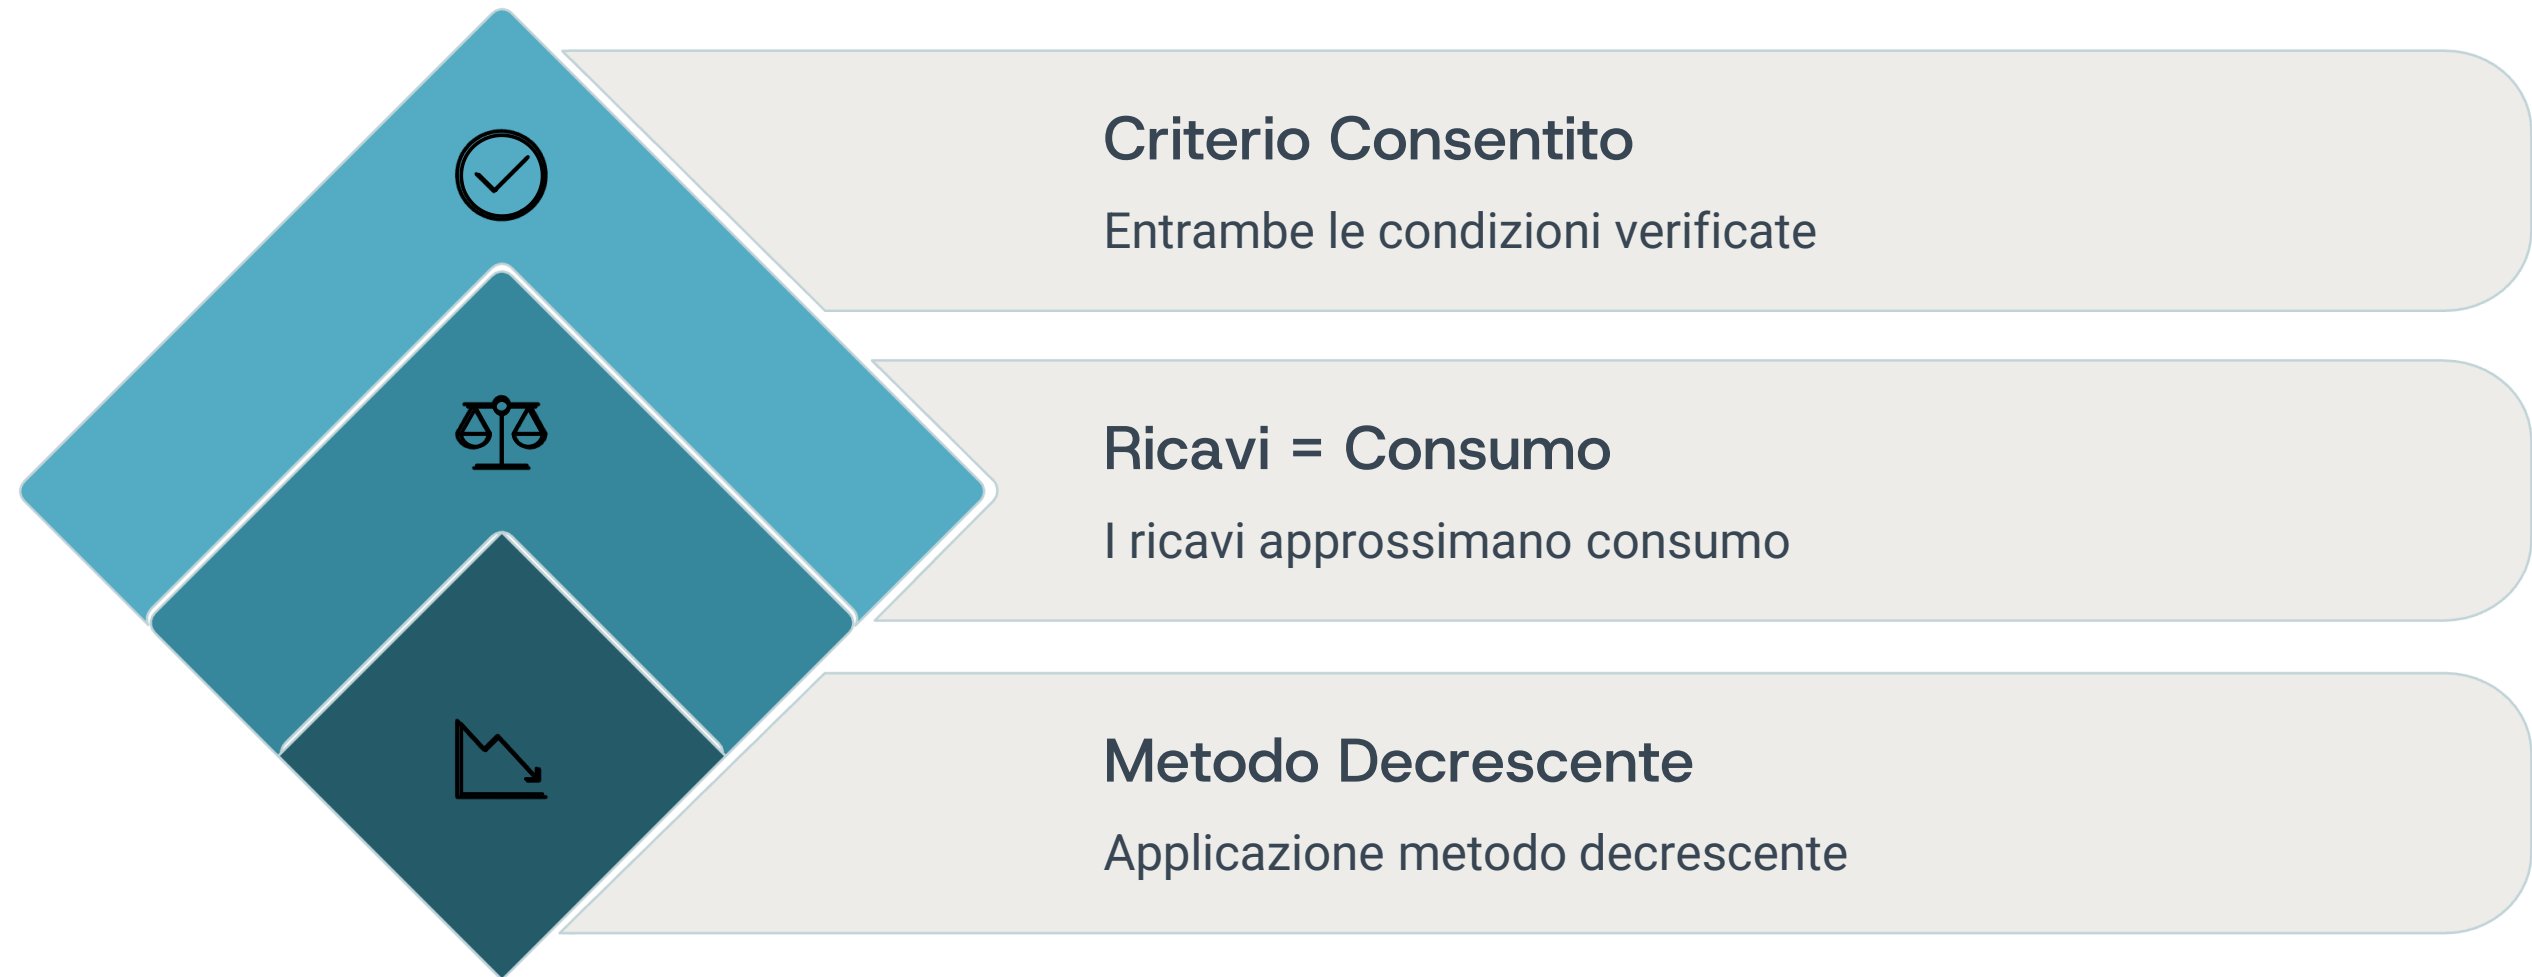 Criterio Consentito
Entrambe le condizioni verificate
Ricavi = Consumo
I ricavi approssimano consumo
Metodo Decrescente
Applicazione metodo decrescente